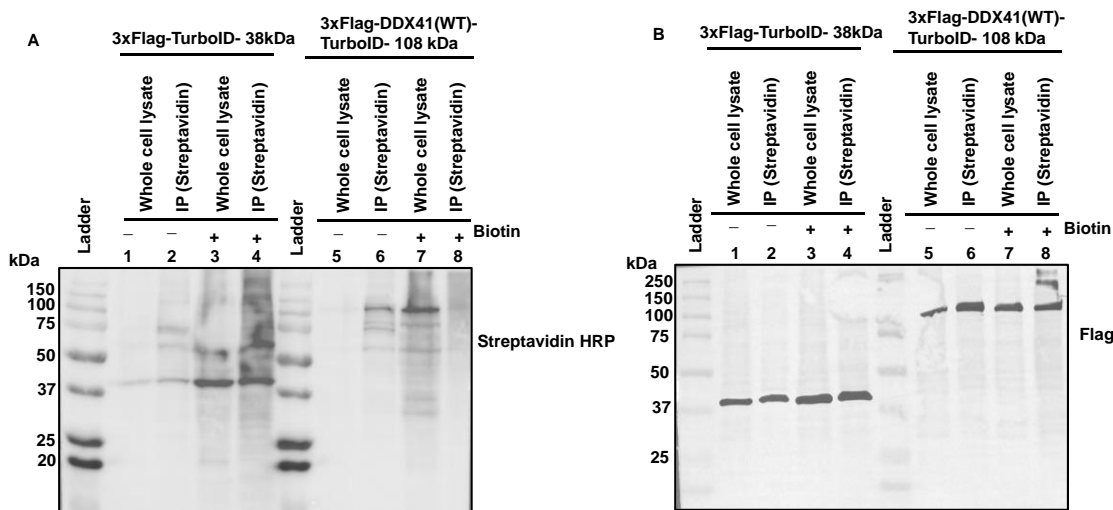 A
3xFlag-TurboID- 38kDa
3xFlag-DDX41(WT)-
TurboID- 108 kDa
Ladder
Whole cell lysate
IP (Streptavidin)
Whole cell lysate
IP (Streptavidin)
Ladder
Whole cell lysate
IP (Streptavidin)
Whole cell lysate
IP (Streptavidin)
– – + + – – + + Biotin
kDa 1 2 3 4 5 6 7 8
150
100
75
50
37
25
20
Streptavidin HRP
B
3xFlag-TurboID- 38kDa
3xFlag-DDX41(WT)-
TurboID- 108 kDa
Ladder
Whole cell lysate
IP (Streptavidin)
Whole cell lysate
IP (Streptavidin)
Ladder
Whole cell lysate
IP (Streptavidin)
Whole cell lysate
IP (Streptavidin)
– – + + – – + + Biotin
kDa 1 2 3 4 5 6 7 8
250
150
100
75
50
37
25
Flag